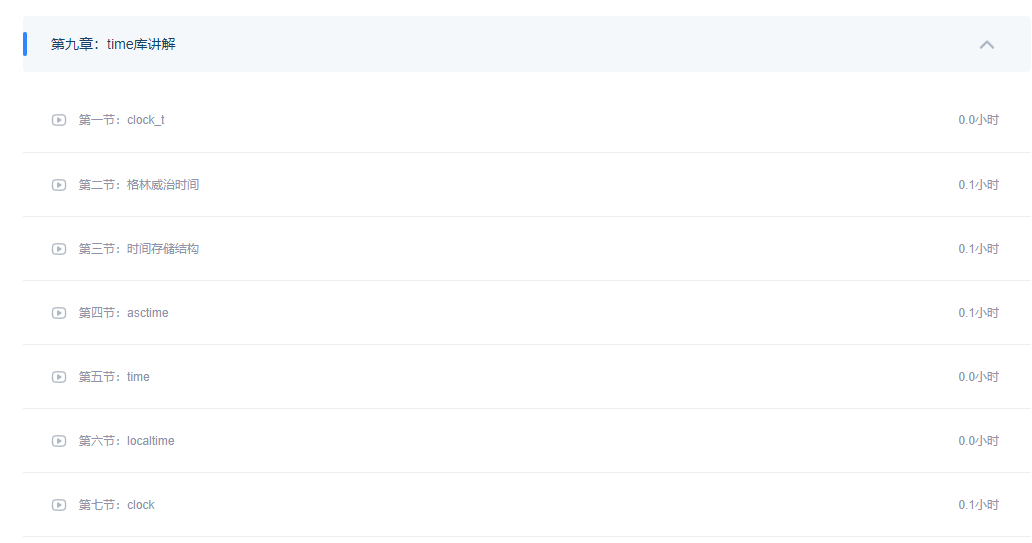 第九章：time库讲解
第一节：clock_t 0.0小时
第二节：格林威治时间 0.1小时
第三节：时间存储结构 0.1小时
第四节：asctime 0.1小时
第五节：time 0.0小时
第六节：localtime 0.0小时
第七节：clock 0.1小时